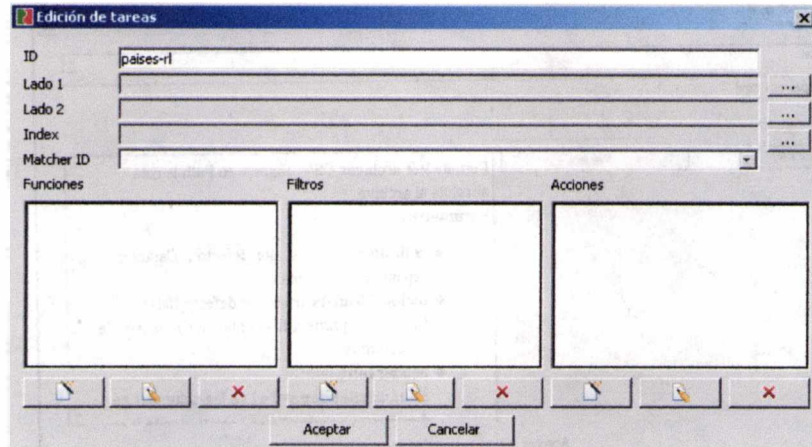 Edición de tareas
ID
paises-rl
Lado 1
...
Lado 2
...
Index
...
Matcher ID
Funciones
Filtros
Acciones
Aceptar
Cancelar